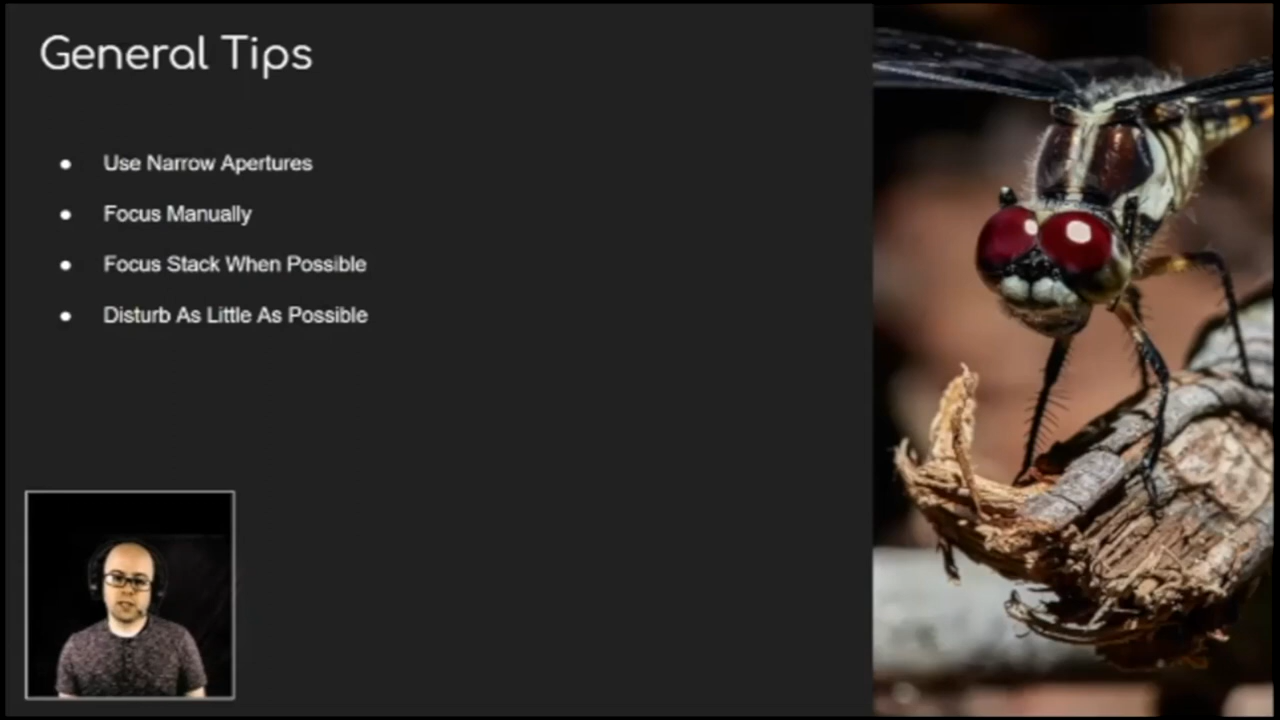 General Tips
● Use Narrow Apertures
● Focus Manually
● Focus Stack When Possible
● Disturb As Little As Possible